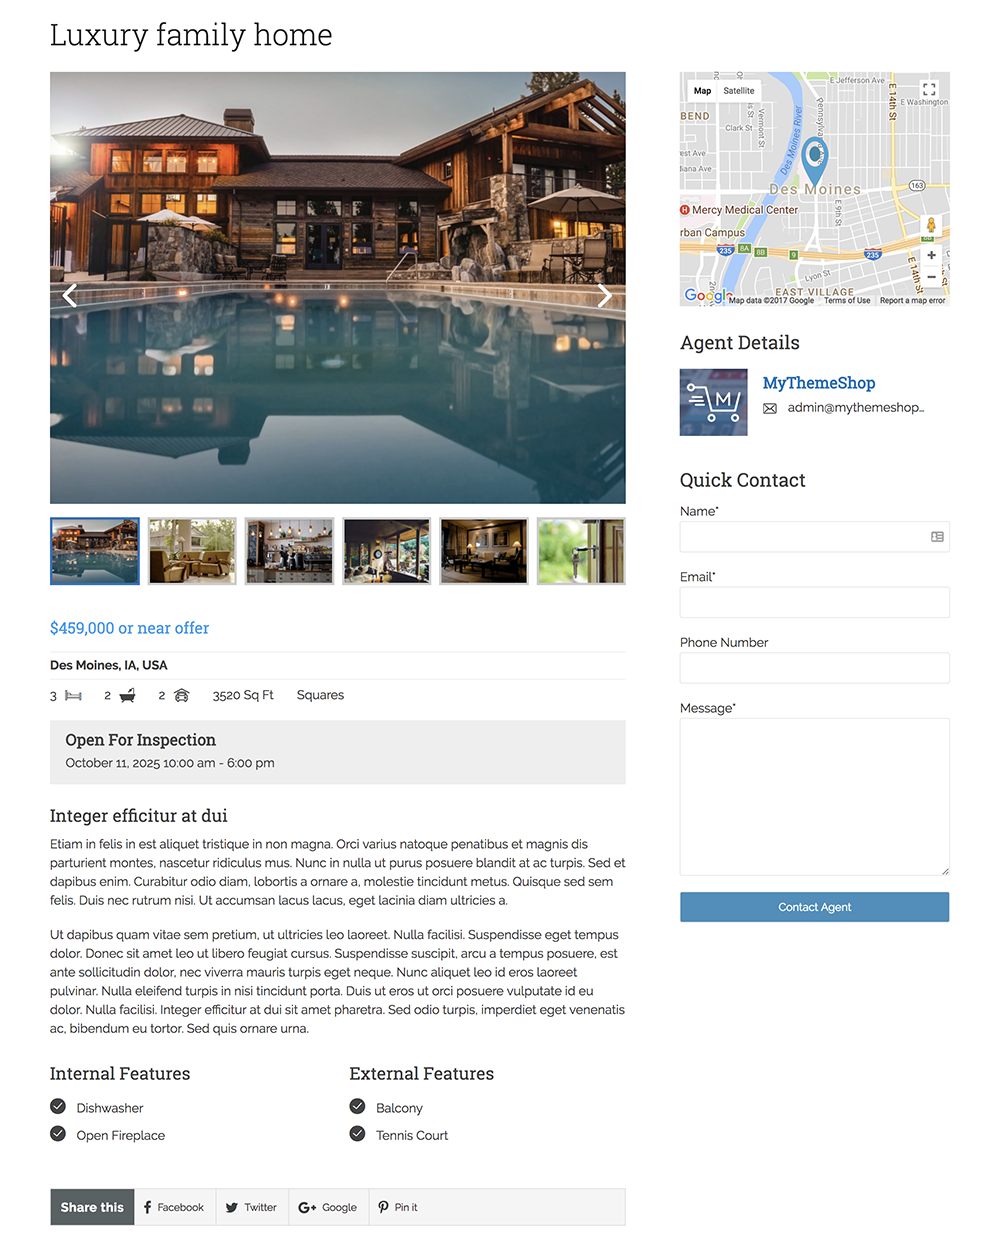 Luxury family home
Map Satellite
E Jefferson Ave
E Washington
E 14th St
BEND
Clark St
Vermont St
Pennsylva
Des Moines River
est Ave
diana Ave
Des Moines
163
H Mercy Medical Center
E 9th St
rban Campus
235
8A
8B
9
235
E 14th St
Lyon St
EAST VILLAGE
Google
Map data ©2017 Google Terms of Use Report a map error
Agent Details
M
MyThemeShop
admin@mythemeshop...
Quick Contact
Name*
Email*
Phone Number
Message*
Contact Agent
$459,000 or near offer
Des Moines, IA, USA
3 2 2 3520 Sq Ft Squares
Open For Inspection
October 11, 2025 10:00 am - 6:00 pm
Integer efficitur at dui
Etiam in felis in est aliquet tristique in non magna. Orci varius natoque penatibus et magnis dis
parturient montes, nascetur ridiculus mus. Nunc in nulla ut purus posuere blandit at ac turpis. Sed et
dapibus enim. Curabitur odio diam, lobortis a ornare a, molestie tincidunt metus. Quisque sed sem
felis. Duis nec rutrum nisi. Ut accumsan lacus lacus, eget lacinia diam ultricies a.
Ut dapibus quam vitae sem pretium, ut ultricies leo laoreet. Nulla facilisi. Suspendisse eget tempus
dolor. Donec sit amet leo ut libero feugiat cursus. Suspendisse suscipit, arcu a tempus posuere, est
ante sollicitudin dolor, nec viverra mauris turpis eget neque. Nunc aliquet leo id eros laoreet
pulvinar. Nulla eleifend turpis in nisi tincidunt porta. Duis ut eros ut orci posuere vulputate id eu
dolor. Nulla facilisi. Integer efficitur at dui sit amet pharetra. Sed odio turpis, imperdiet eget venenatis
ac, bibendum eu tortor. Sed quis ornare urna.
Internal Features
Dishwasher
Open Fireplace
External Features
Balcony
Tennis Court
Share this Facebook Twitter G+ Google Pin it